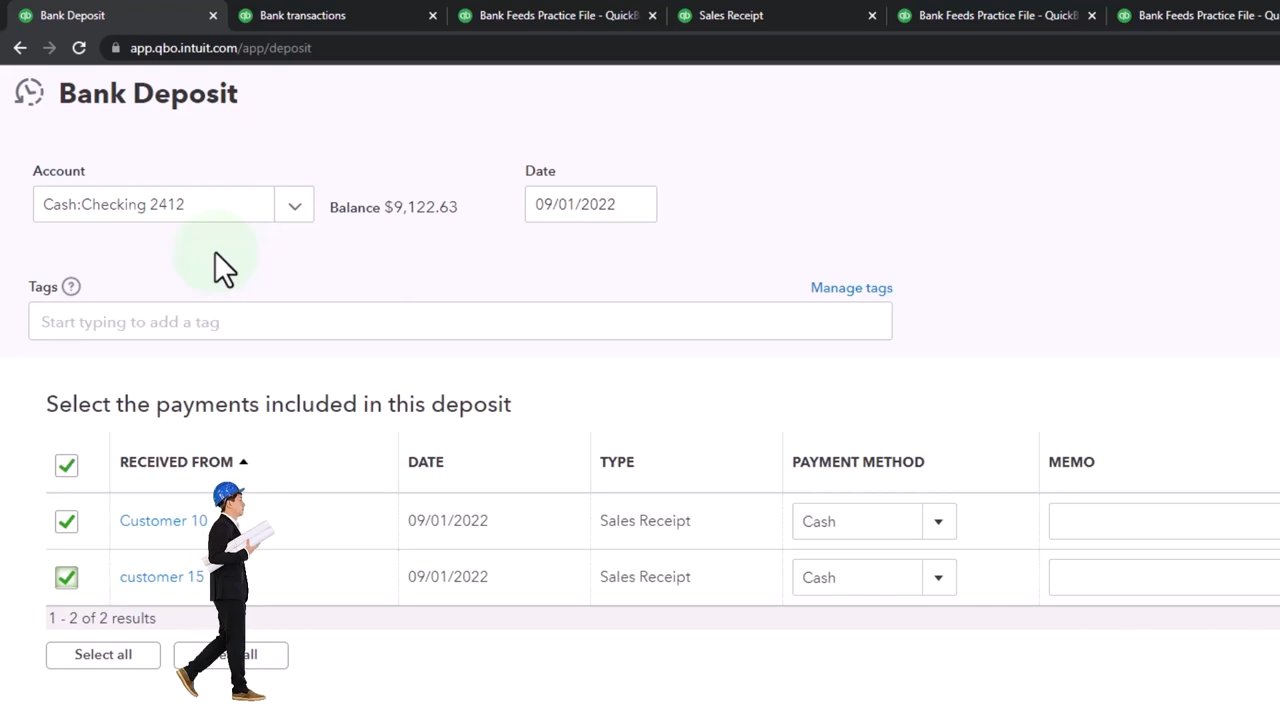 Bank Deposit
Bank transactions
Bank Feeds Practice File - QuickB
Sales Receipt
Bank Feeds Practice File - QuickB
Bank Feeds Practice File - Qu
app.qbo.intuit.com/app/deposit
Bank Deposit
Account
Date
Cash:Checking 2412
Balance $9,122.63
09/01/2022
Tags ?
Manage tags
Start typing to add a tag
Select the payments included in this deposit
RECEIVED FROM DATE TYPE PAYMENT METHOD MEMO
Customer 10 09/01/2022 Sales Receipt Cash
customer 15 09/01/2022 Sales Receipt Cash
1 - 2 of 2 results
Select all
all